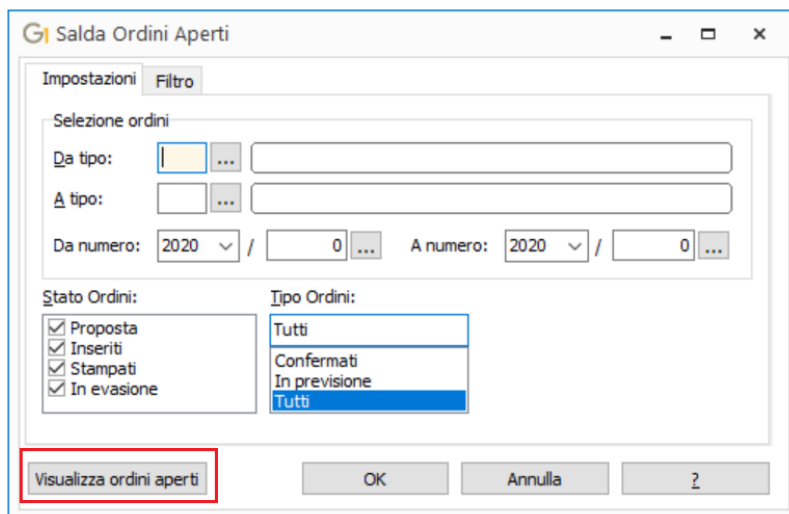 G1 Salda Ordini Aperti
Impostazioni Filtro
Selezione ordini
Da tipo: ...
A tipo: ...
Da numero: 2020 / 0 ... A numero: 2020 / 0 ...
Stato Ordini: Tipo Ordini:
Proposta Tutti
Inseriti
Stampati Confermati
In evasione In previsione
Tutti
Visualizza ordini aperti OK Annulla ?